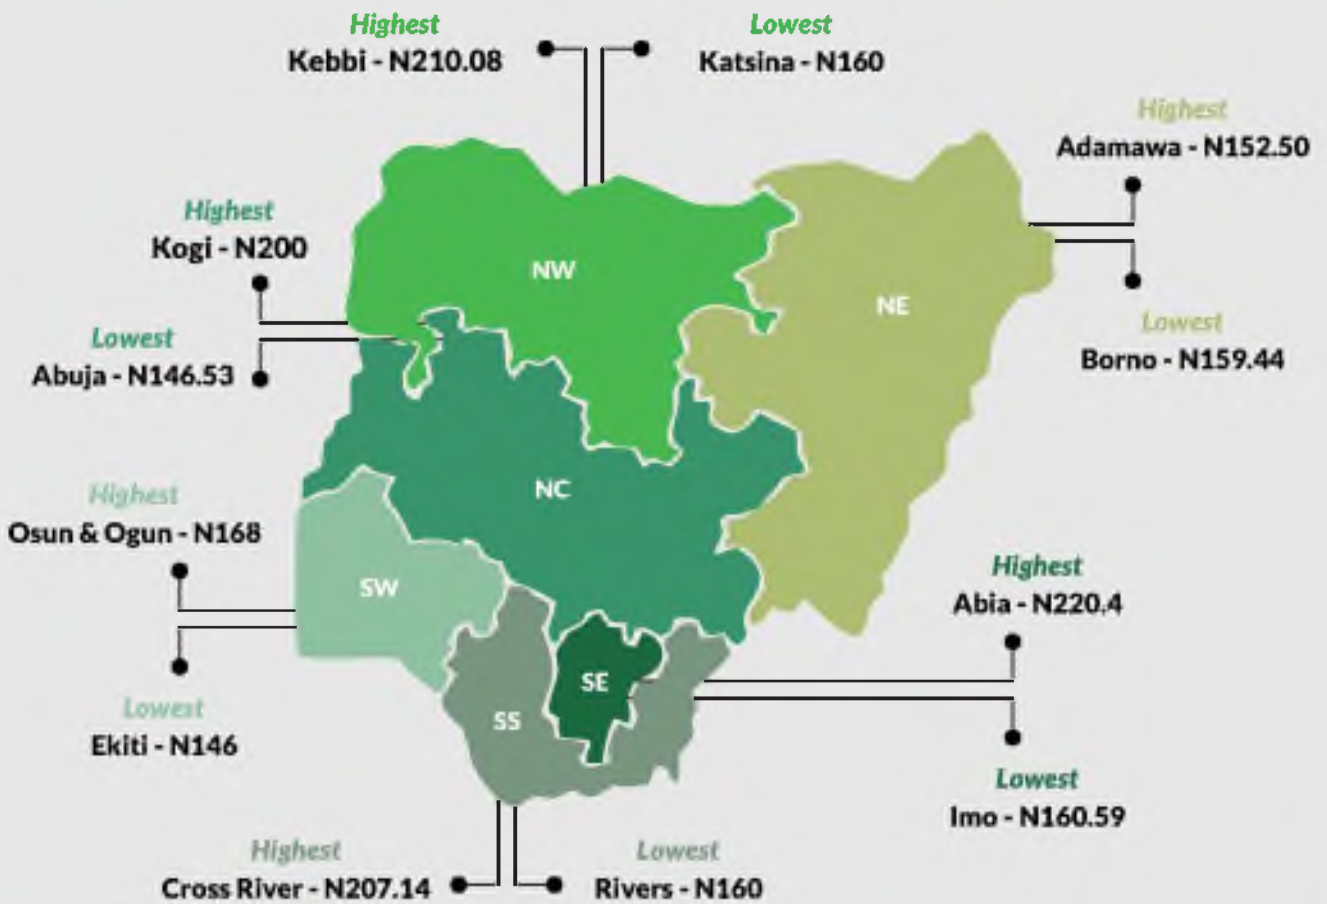 Highest
Kebbi - N210.08
Lowest
Katsina - N160
Highest
Adamawa - N152.50
Highest
Kogi - N200
NW
NE
Lowest
Abuja - N146.53
Lowest
Borno - N159.44
NC
Highest
Osun & Ogun - N168
SW
Highest
Abia - N220.4
SE
SS
Lowest
Ekiti - N146
Lowest
Imo - N160.59
Highest
Cross River - N207.14
Lowest
Rivers - N160